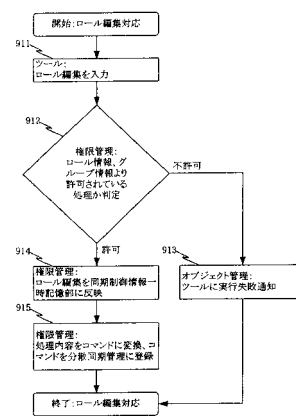 開始:ロール編集対応
911
ツール:
ロール編集を入力
912
権限管理:
ロール情報、グ
ループ情報より
許可されている
処理か判定
不許可
許可
914
権限管理:
ロール編集を同期制御情報一
時記憶部に反映
913
オブジェクト管理:
ツールに実行失敗通知
915
権限管理:
処理内容をコマンドに変換、コ
マンドを分散同期管理に登録
終了:ロール編集対応